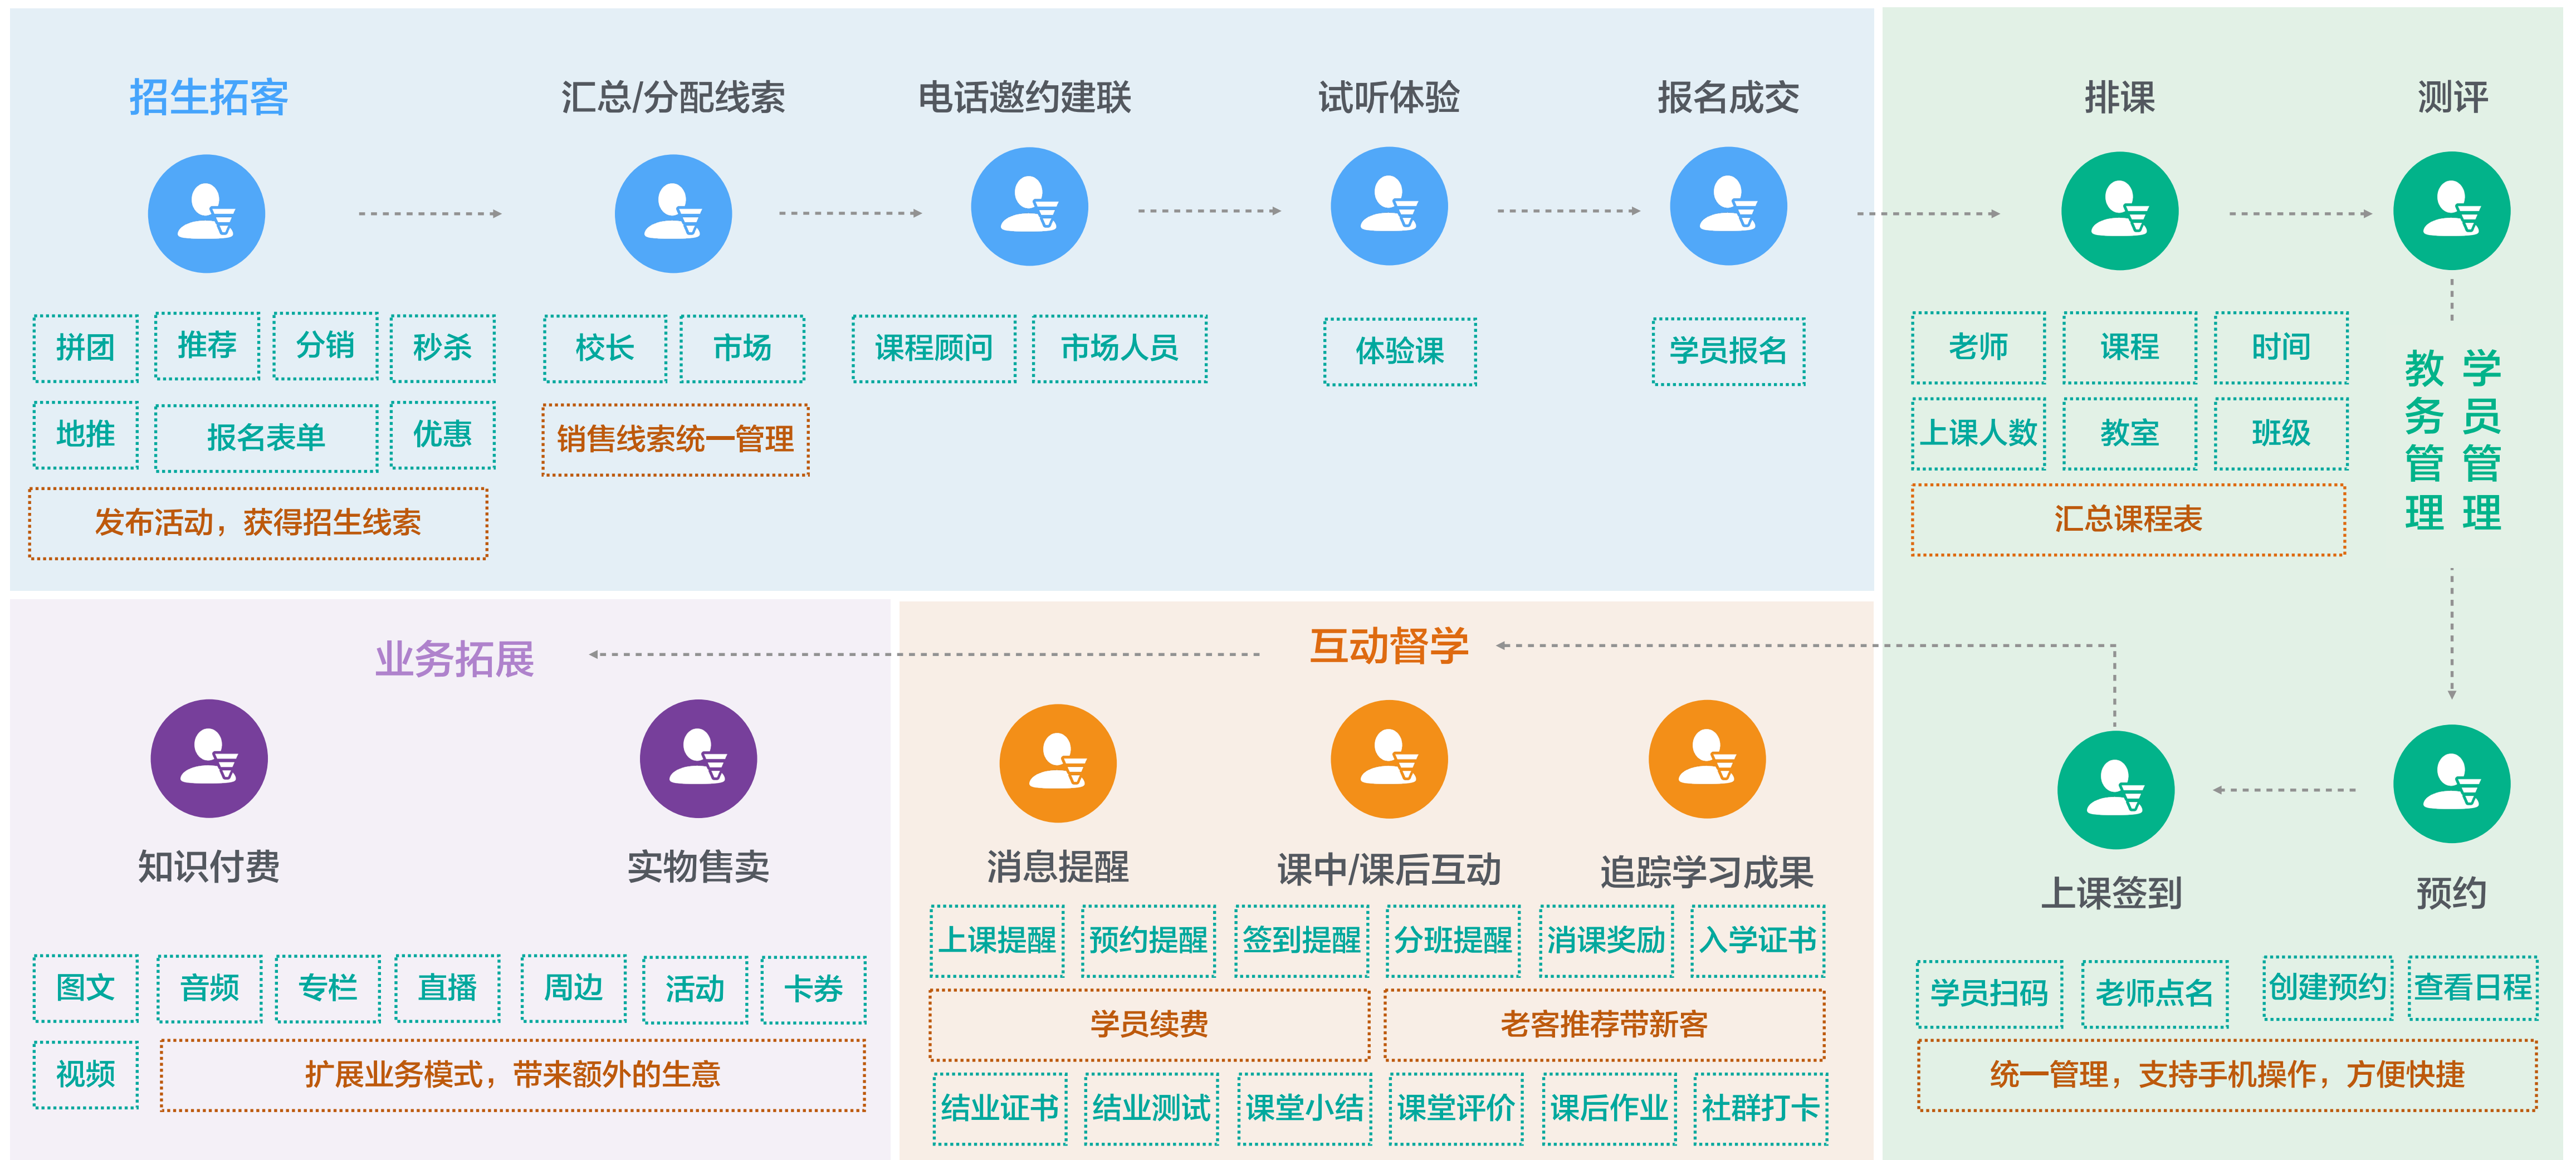 招生拓客
汇总/分配线索
电话邀约建联
试听体验
报名成交
拼团
推荐
分销
秒杀
地推
报名表单
优惠
发布活动，获得招生线索
校长
市场
销售线索统一管理
课程顾问
市场人员
体验课
学员报名
排课
测评
老师
课程
时间
上课人数
教室
班级
汇总课程表
教务管理
学员管理
上课签到
预约
学员扫码
老师点名
创建预约
查看日程
统一管理，支持手机操作，方便快捷
互动督学
消息提醒
课中/课后互动
追踪学习成果
上课提醒
预约提醒
签到提醒
分班提醒
消课奖励
入学证书
学员续费
老客推荐带新客
结业证书
结业测试
课堂小结
课堂评价
课后作业
社群打卡
业务拓展
知识付费
实物售卖
图文
音频
专栏
直播
周边
活动
卡券
视频
扩展业务模式，带来额外的生意